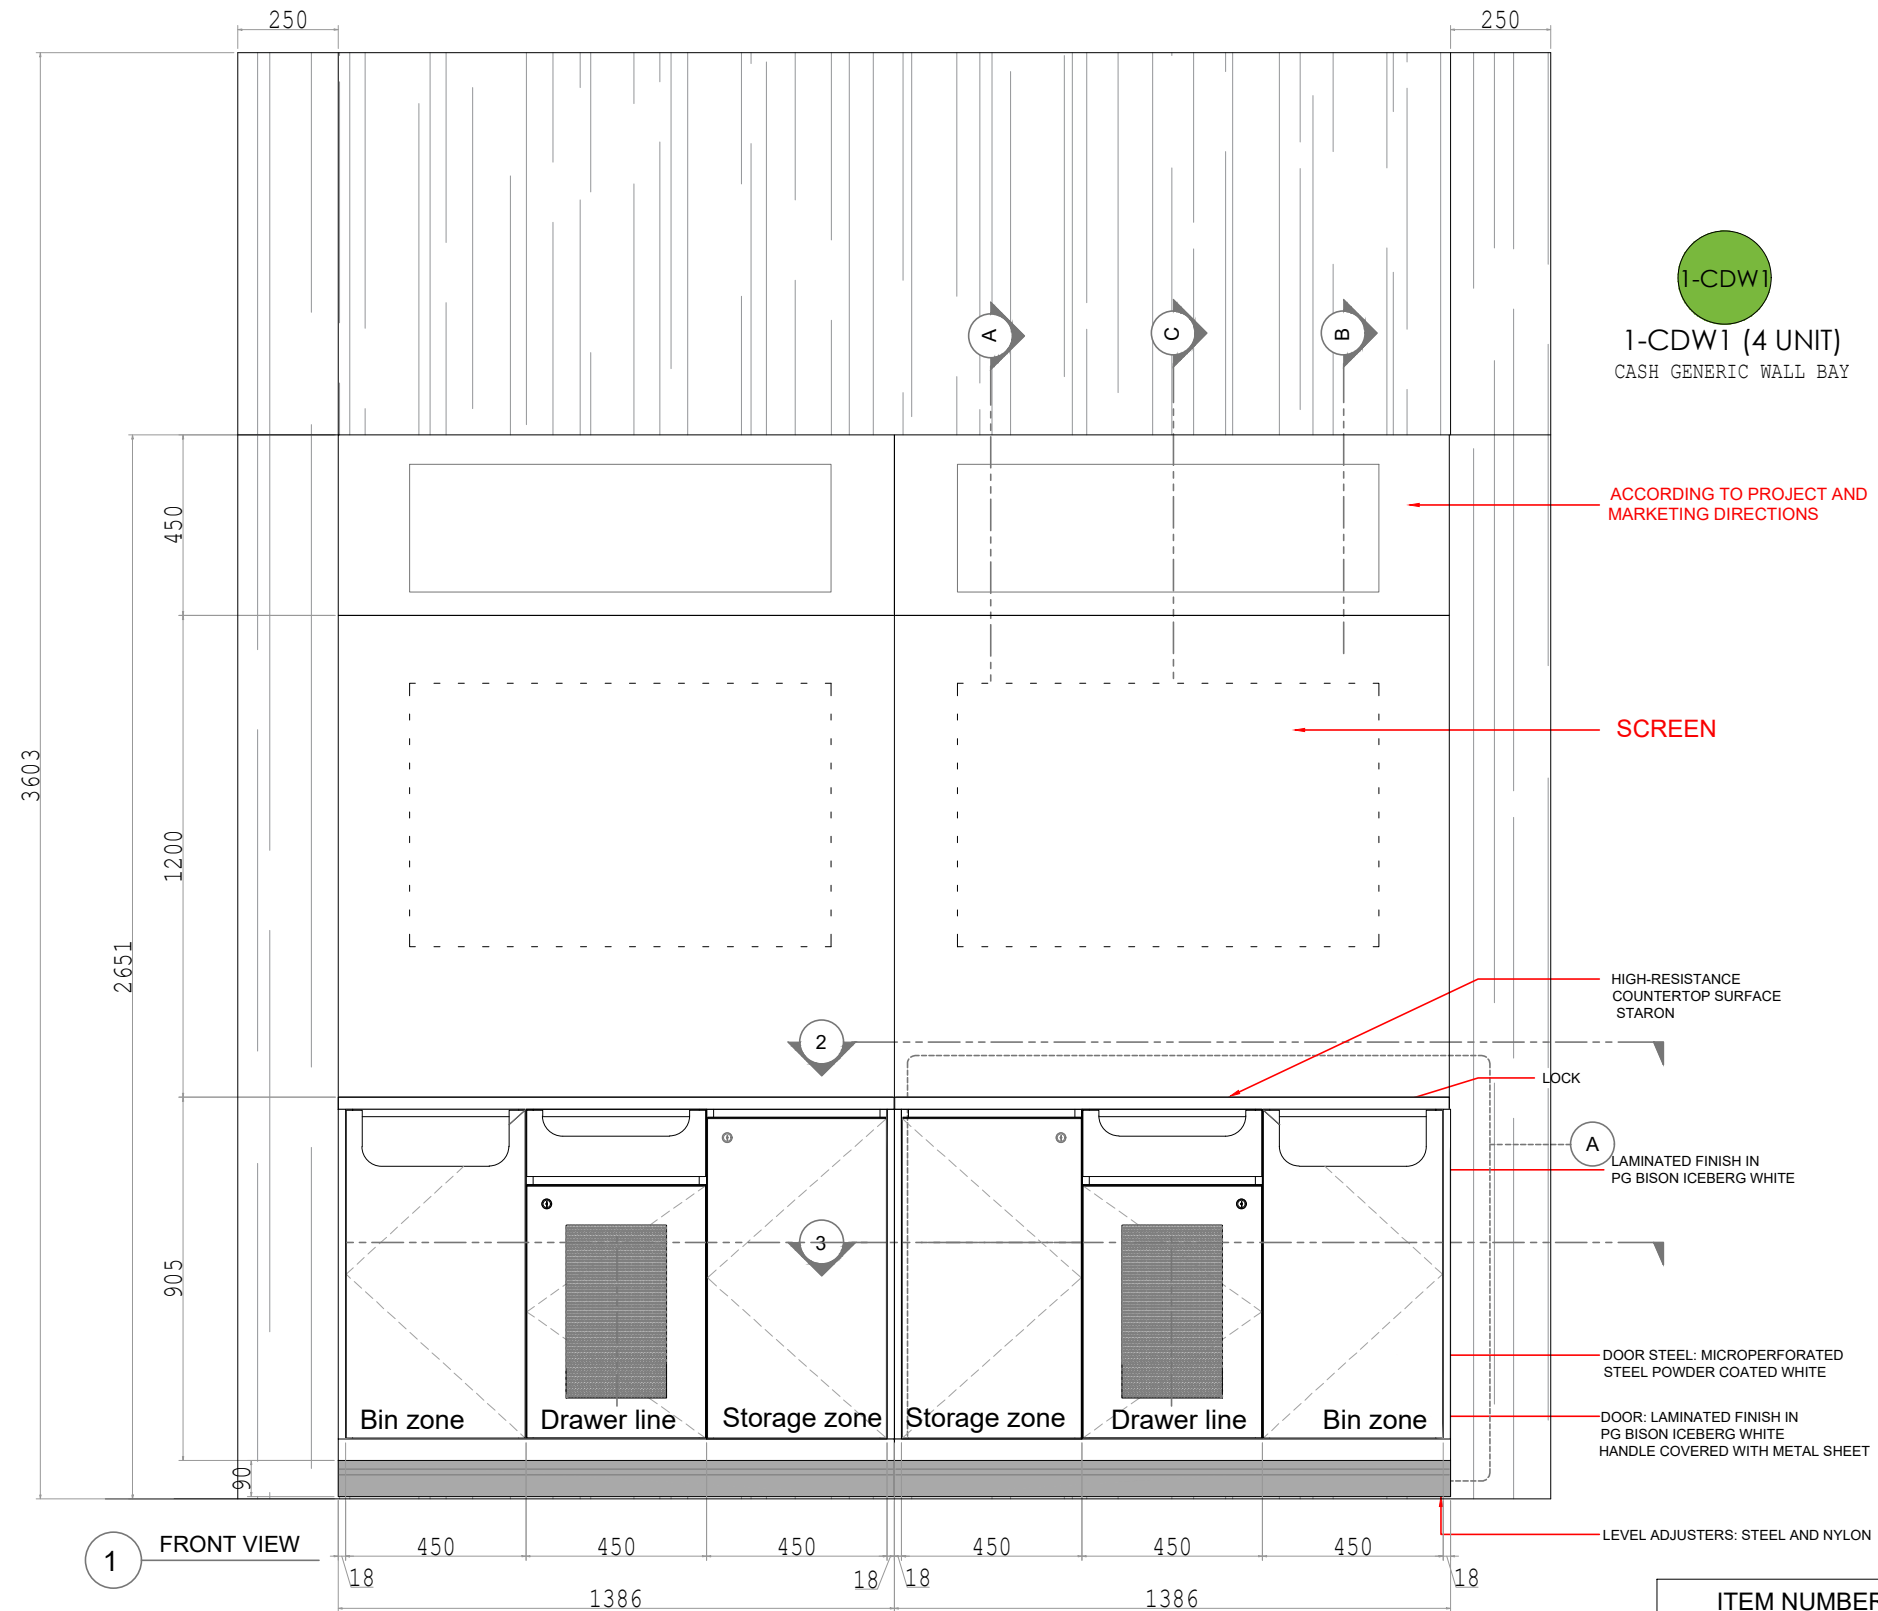 250
250
1-CDW1
1-CDW1 (4 UNIT)
CASH GENERIC WALL BAY
A
C
B
ACCORDING TO PROJECT AND
MARKETING DIRECTIONS
450
SCREEN
3603
1200
2651
HIGH-RESISTANCE
COUNTERTOP SURFACE
STARON
2
LOCK
A
LAMINATED FINISH IN
PG BISON ICEBERG WHITE
3
905
DOOR STEEL: MICROPERFORATED
STEEL POWDER COATED WHITE
Bin zone
Drawer line
Storage zone
Storage zone
Drawer line
Bin zone
DOOR: LAMINATED FINISH IN
PG BISON ICEBERG WHITE
HANDLE COVERED WITH METAL SHEET
90
LEVEL ADJUSTERS: STEEL AND NYLON
1
FRONT VIEW
450
450
450
450
450
450
18
18
18
18
1386
1386
ITEM NUMBER